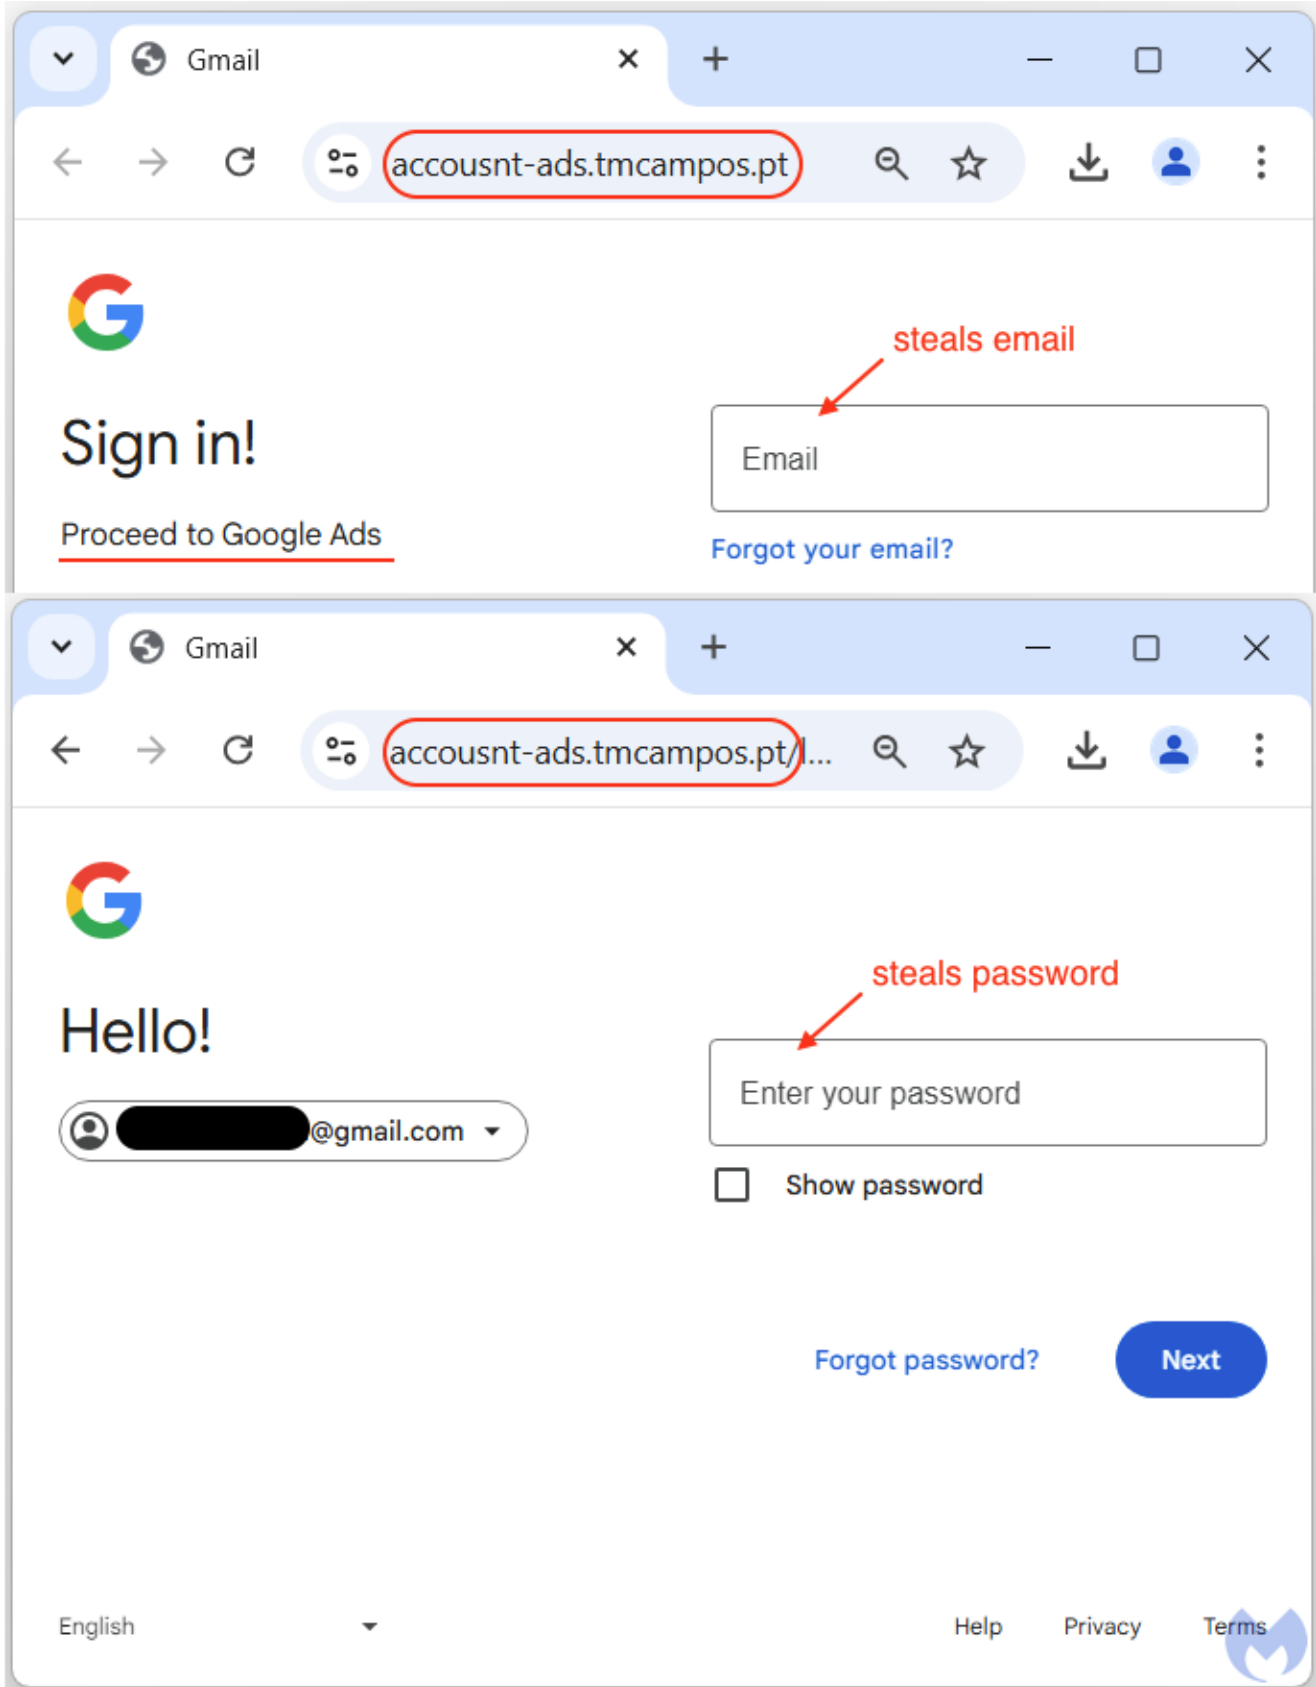 Gmail
accousnt-ads.tmcampos.pt
steals email
Sign in!
Email
Proceed to Google Ads
Forgot your email?
Gmail
accousnt-ads.tmcampos.pt/l...
steals password
Hello!
Enter your password
@gmail.com
Show password
Forgot password?
Next
English
Help
Privacy
Terms